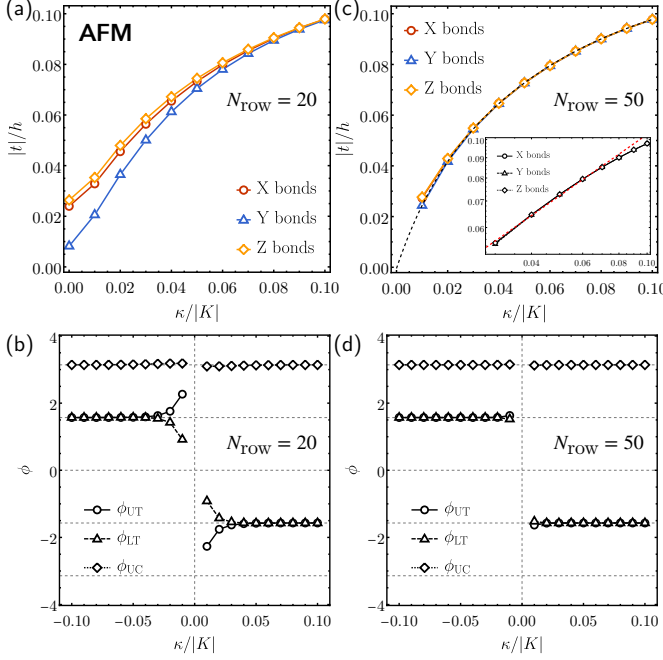 (a)
AFM
|t|/h
0.10
0.08
0.06
0.04
0.02
0.00
N_row = 20
X bonds
Y bonds
Z bonds
0.00 0.02 0.04 0.06 0.08 0.10
κ/|K|
(c)
|t|/h
0.10
0.08
0.06
0.04
0.02
0.00
X bonds
Y bonds
Z bonds
N_row = 50
0.10
0.09
0.08
0.07
0.06
X bonds
Y bonds
Z bonds
0.04 0.06 0.08 0.10
0.00 0.02 0.04 0.06 0.08 0.10
κ/|K|
(b)
ϕ
4
2
0
−2
−4
N_row = 20
ϕ_UT
ϕ_LT
ϕ_UC
−0.10 −0.05 0.00 0.05 0.10
κ/|K|
(d)
ϕ
4
2
0
−2
−4
N_row = 50
ϕ_UT
ϕ_LT
ϕ_UC
−0.10 −0.05 0.00 0.05 0.10
κ/|K|